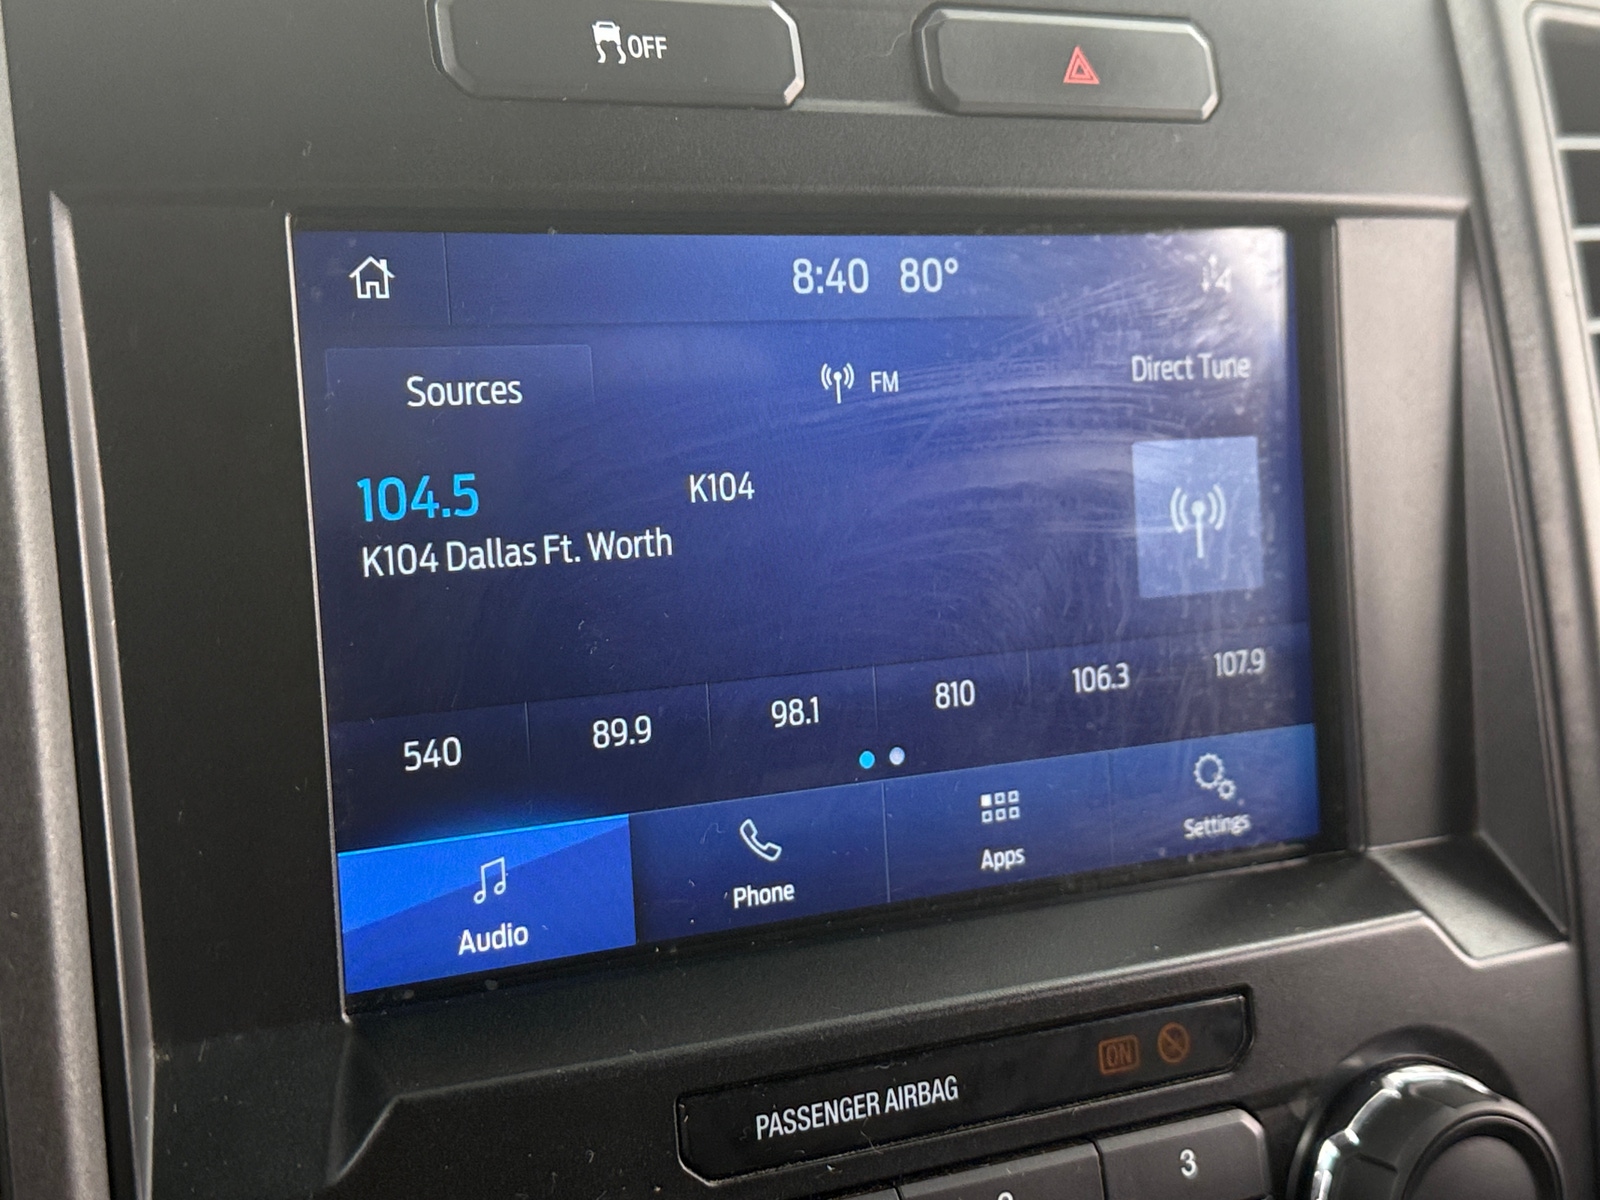 OFF
8:40 80°
Sources
FM
Direct Tune
104.5
K104
K104 Dallas Ft. Worth
540
89.9
98.1
810
106.3
107.9
Audio
Phone
Apps
Settings
PASSENGER AIRBAG
ON
3